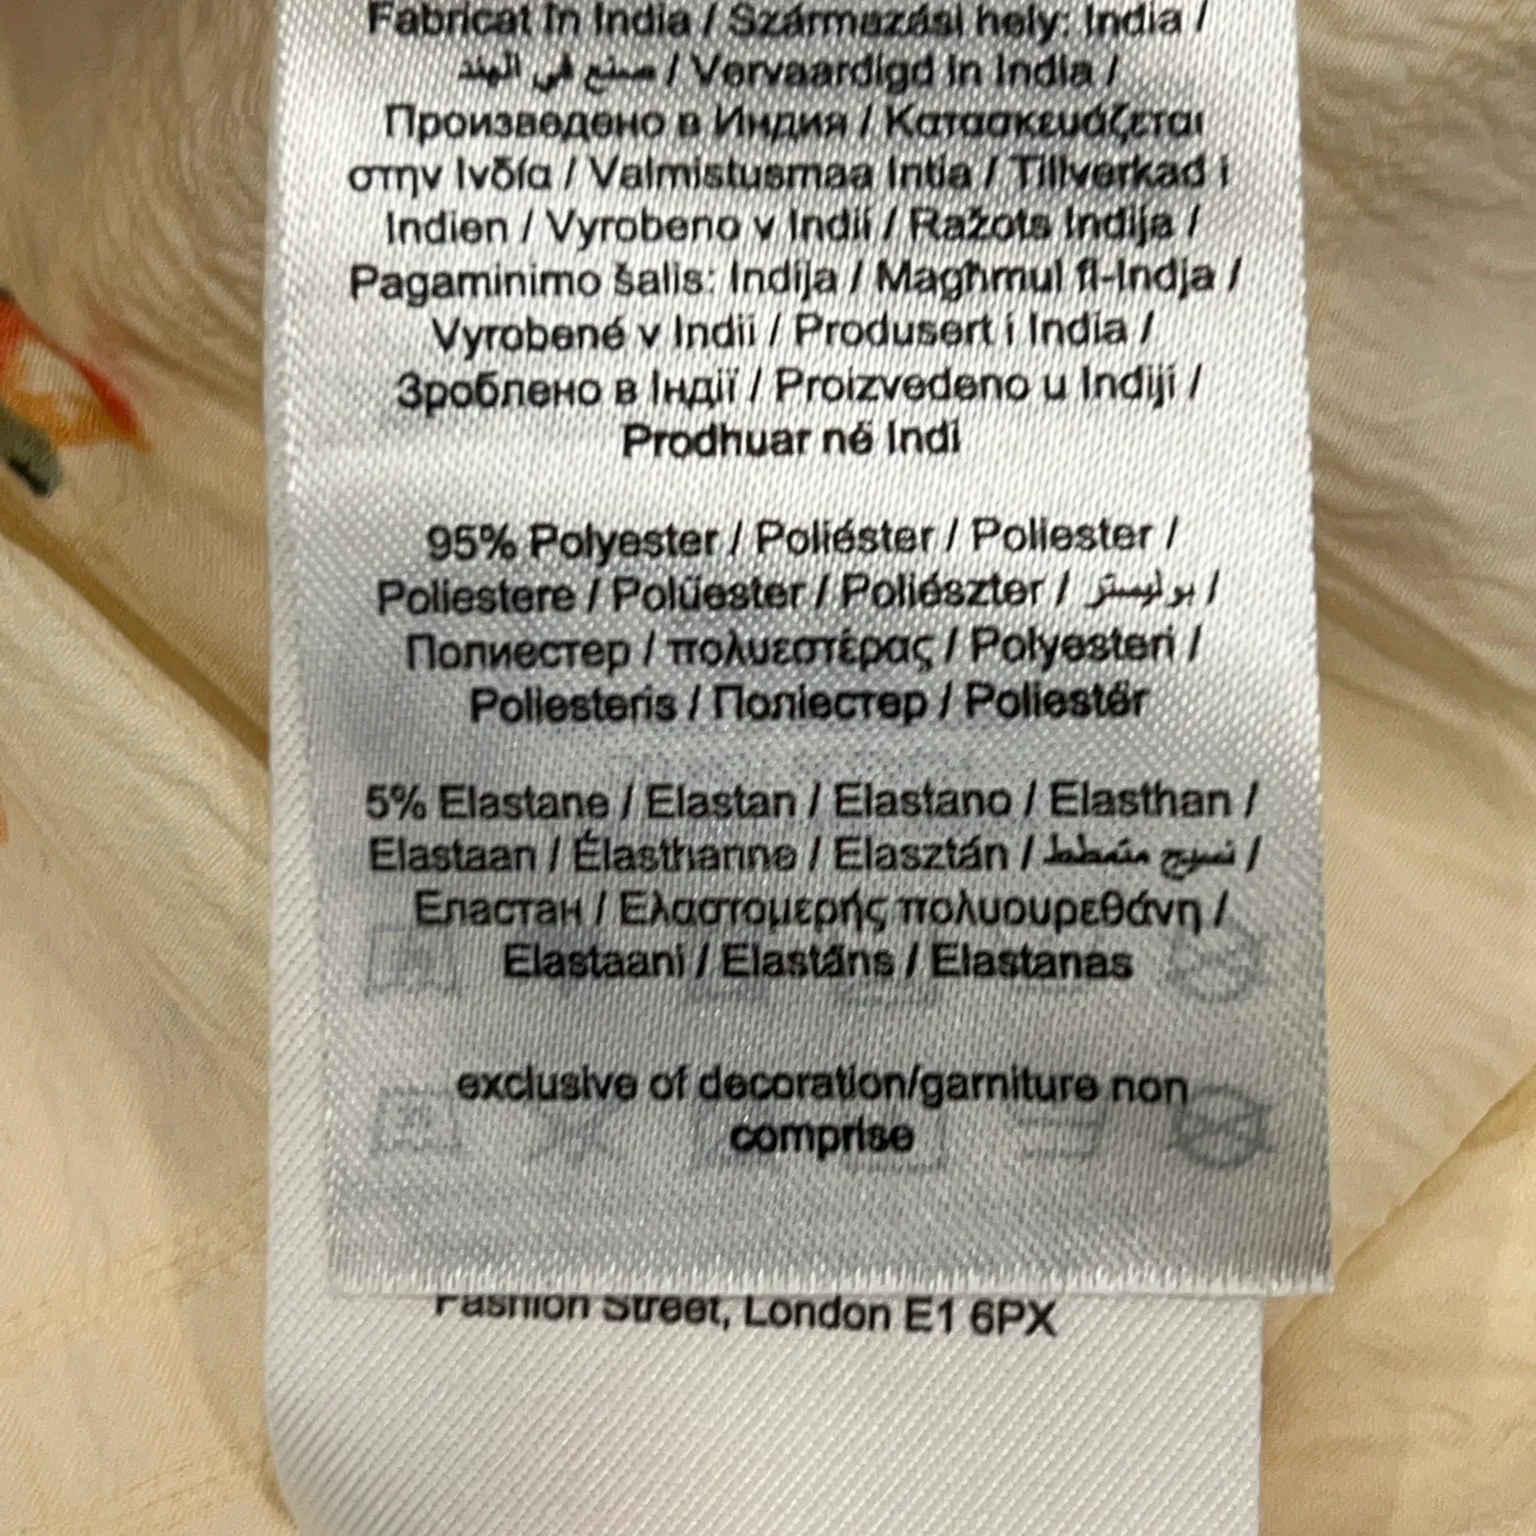 Fabricat în India / Származási hely: India /
صنع في الهند / Vervaardigd in India /
Произведено в Индия / Κατασκευάζεται
στην Ινδία / Valmistusmaa Intia / Tillverkad i
Indien / Vyrobeno v Indii / Ražots Indija /
Pagaminimo šalis: Indija / Magħmul fl-Indja /
Vyrobené v Indii / Produsert i India /
Зроблено в Індії / Proizvedeno u Indiji /
Prodhuar në Indi
95% Polyester / Poliéster / Poliester /
Poliestere / Polüester / Poliészter / بوليستر /
Полиестер / πολυεστέρας / Polyesteri /
Poliesteris / Поліестер / Poliestër
5% Elastane / Elastan / Elastano / Elasthan /
Elastaan / Élasthanne / Elasztán / نسيج متمطط /
Еластан / Ελαστομερής πολυουρεθάνη /
Elastaani / Elastāns / Elastanas
exclusive of decoration/garniture non
comprise
Fashion Street, London E1 6PX